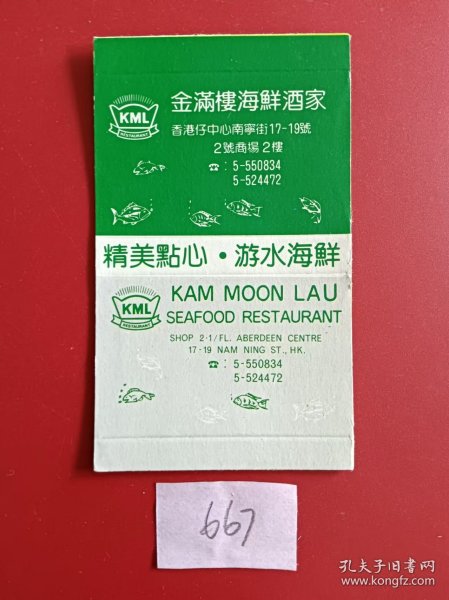 KML
RESTAURANT
金滿樓海鮮酒家
香港仔中心南寧街17-19號
2號商場2樓
☎ : 5-550834
5-524472
精美點心・游水海鮮
KML
RESTAURANT
KAM MOON LAU
SEAFOOD RESTAURANT
SHOP 2·1/FL. ABERDEEN CENTRE
17-19 NAM NING ST., HK.
☎ : 5-550834
5-524472
667
孔夫子旧书网
www.kongfz.com